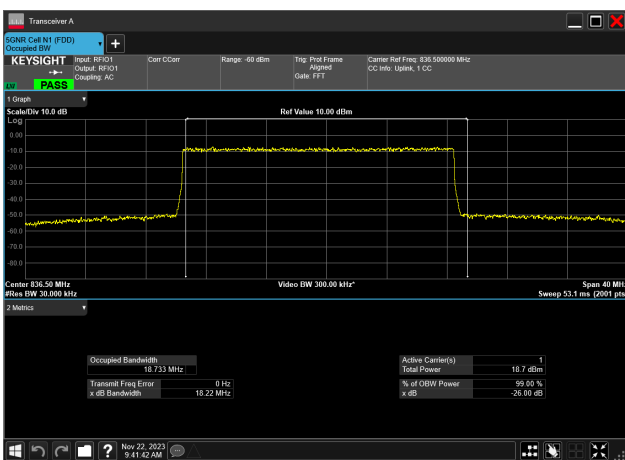 Transceiver A
5GNR Cell N1 (FDD)
Occupied BW
KEYSIGHT
Input: RFIO1
Output: RFIO1
Coupling: AC
Corr CCorr
Range: -60 dBm
Trig: Prot Frame
Aligned
Gate: FFT
Carrier Ref Freq: 836.500000 MHz
CC Info: Uplink, 1 CC
PASS
1 Graph
Scale/Div 10.0 dB
Ref Value 10.00 dBm
Log
0.00
-10.0
-20.0
-30.0
-40.0
-50.0
-60.0
-70.0
-80.0
Center 836.50 MHz
Video BW 300.00 kHz*
Span 40 MHz
#Res BW 30.000 kHz
Sweep 53.1 ms (2001 pts
2 Metrics
Occupied Bandwidth
18.733 MHz
Active Carrier(s) 1
Total Power 18.7 dBm
Transmit Freq Error 0 Hz
x dB Bandwidth 18.22 MHz
% of OBW Power 99.00 %
x dB -26.00 dB
Nov 22, 2023
9:41:42 AM